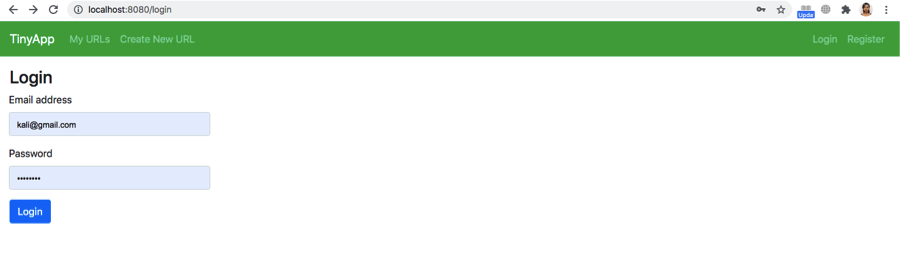 localhost:8080/login
Upda
TinyApp My URLs Create New URL Login Register
Login
Email address
kali@gmail.com
Password
••••••••
Login